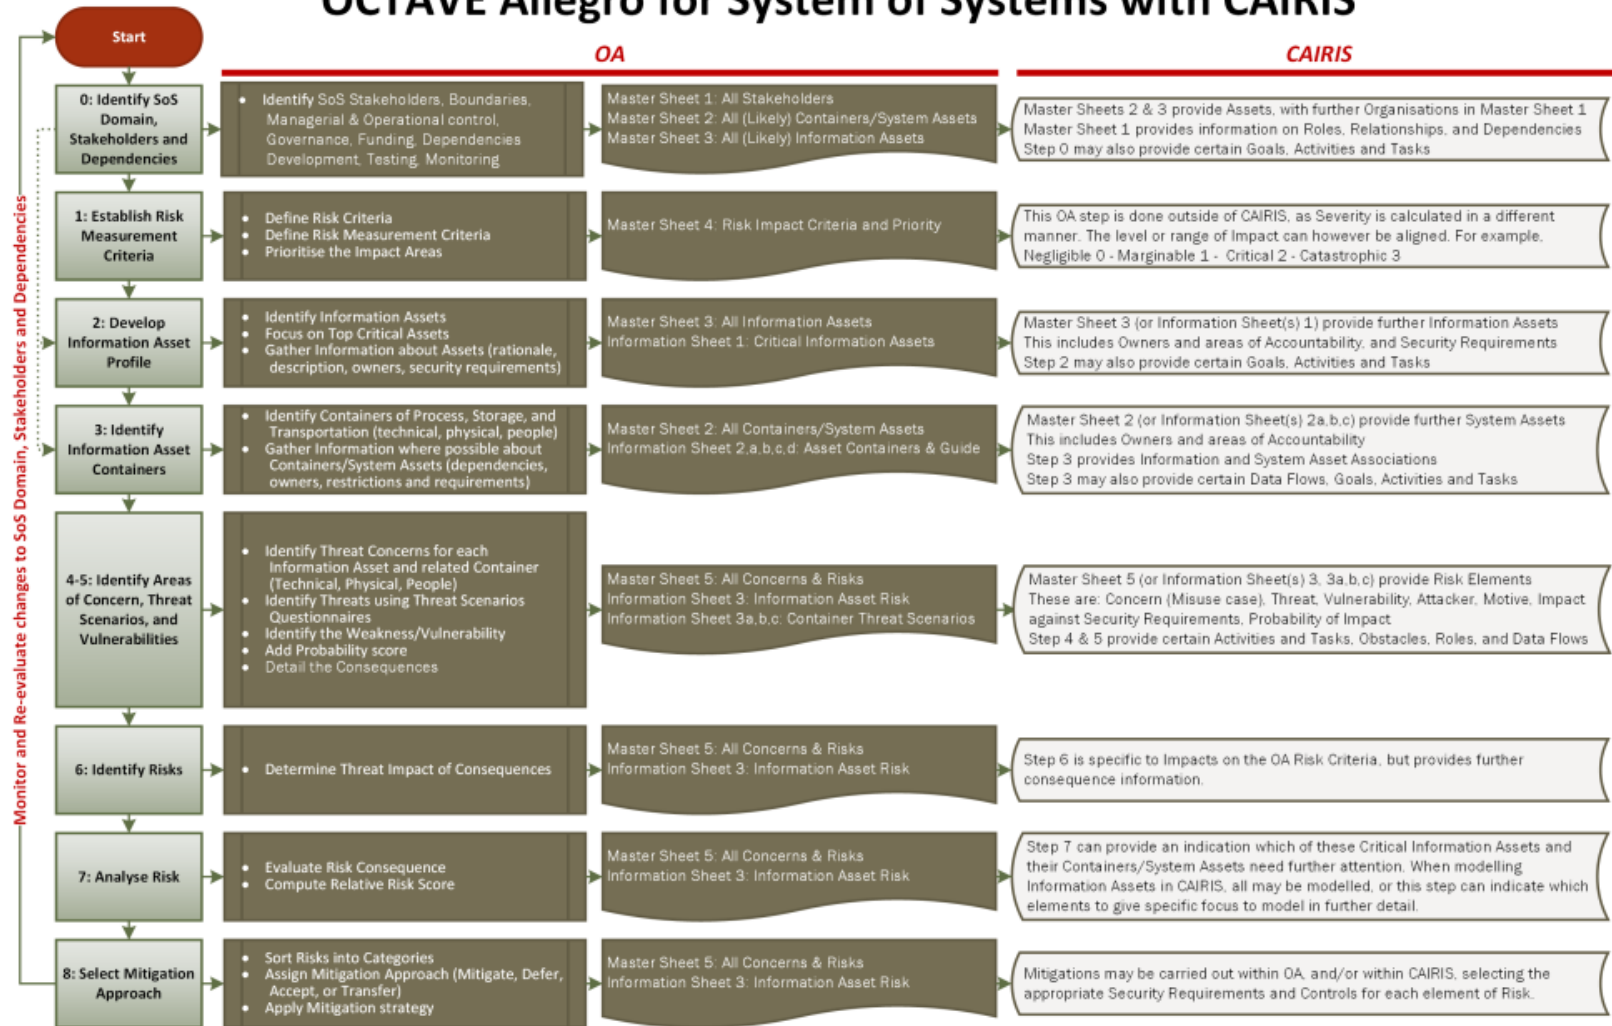 OCTAVE Allegro for System of Systems with CAIRIS
OA
CAIRIS
Start
Monitor and Re-evaluate changes to SoS Domain, Stakeholders and Dependencies
0: Identify SoS
Domain,
Stakeholders and
Dependencies
• Identify SoS Stakeholders, Boundaries,
Managerial & Operational control,
Governance, Funding, Dependencies
Development, Testing, Monitoring
Master Sheet 1: All Stakeholders
Master Sheet 2: All (Likely) Containers/System Assets
Master Sheet 3: All (Likely) Information Assets
Master Sheets 2 & 3 provide Assets, with further Organisations in Master Sheet 1
Master Sheet 1 provides information on Roles, Relationships, and Dependencies
Step 0 may also provide certain Goals, Activities and Tasks
1: Establish Risk
Measurement
Criteria
• Define Risk Criteria
• Define Risk Measurement Criteria
• Prioritise the Impact Areas
Master Sheet 4: Risk Impact Criteria and Priority
This OA step is done outside of CAIRIS, as Severity is calculated in a different
manner. The level or range of Impact can however be aligned. For example,
Negligible 0 - Marginable 1 - Critical 2 - Catastrophic 3
2: Develop
Information Asset
Profile
• Identify Information Assets
• Focus on Top Critical Assets
• Gather Information about Assets (rationale,
description, owners, security requirements)
Master Sheet 3: All Information Assets
Information Sheet 1: Critical Information Assets
Master Sheet 3 (or Information Sheet(s) 1) provide further Information Assets
This includes Owners and areas of Accountability, and Security Requirements
Step 2 may also provide certain Goals, Activities and Tasks
3: Identify
Information Asset
Containers
• Identify Containers of Process, Storage, and
Transportation (technical, physical, people)
• Gather Information where possible about
Containers/System Assets (dependencies,
owners, restrictions and requirements)
Master Sheet 2: All Containers/System Assets
Information Sheet 2,a,b,c,d: Asset Containers & Guide
Master Sheet 2 (or Information Sheet(s) 2a,b,c) provide further System Assets
This includes Owners and areas of Accountability
Step 3 provides Information and System Asset Associations
Step 3 may also provide certain Data Flows, Goals, Activities and Tasks
4-5: Identify Areas
of Concern, Threat
Scenarios, and
Vulnerabilities
• Identify Threat Concerns for each
Information Asset and related Container
(Technical, Physical, People)
• Identify Threats using Threat Scenarios
Questionnaires
• Identify the Weakness/Vulnerability
• Add Probability score
• Detail the Consequences
Master Sheet 5: All Concerns & Risks
Information Sheet 3: Information Asset Risk
Information Sheet 3a,b,c: Container Threat Scenarios
Master Sheet 5 (or Information Sheet(s) 3, 3a,b,c) provide Risk Elements
These are: Concern (Misuse case), Threat, Vulnerability, Attacker, Motive, Impact
against Security Requirements, Probability of Impact
Step 4 & 5 provide certain Activities and Tasks, Obstacles, Roles, and Data Flows
6: Identify Risks
• Determine Threat Impact of Consequences
Master Sheet 5: All Concerns & Risks
Information Sheet 3: Information Asset Risk
Step 6 is specific to Impacts on the OA Risk Criteria, but provides further
consequence information.
7: Analyse Risk
• Evaluate Risk Consequence
• Compute Relative Risk Score
Master Sheet 5: All Concerns & Risks
Information Sheet 3: Information Asset Risk
Step 7 can provide an indication which of these Critical Information Assets and
their Containers/System Assets need further attention. When modelling
Information Assets in CAIRIS, all may be modelled, or this step can indicate which
elements to give specific focus to model in further detail.
8: Select Mitigation
Approach
• Sort Risks into Categories
• Assign Mitigation Approach (Mitigate, Defer,
Accept, or Transfer)
• Apply Mitigation strategy
Master Sheet 5: All Concerns & Risks
Information Sheet 3: Information Asset Risk
Mitigations may be carried out within OA, and/or within CAIRIS, selecting the
appropriate Security Requirements and Controls for each element of Risk.